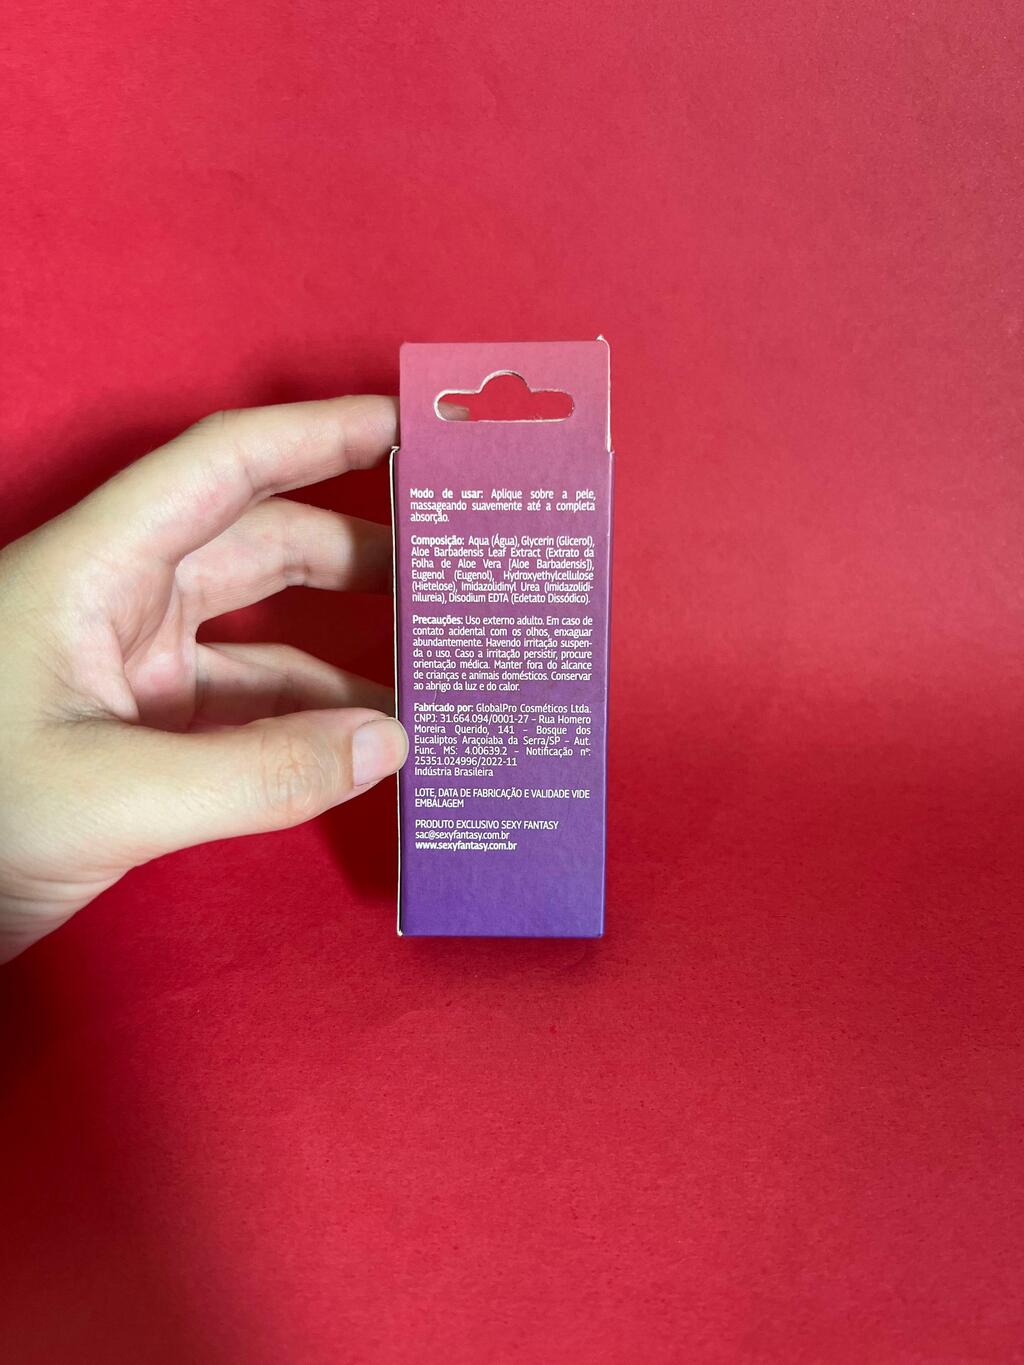 Modo de usar: Aplique sobre a pele,
massageando suavemente até a completa
absorção.
Composição: Aqua (Água), Glycerin (Glicerol),
Aloe Barbadensis Leaf Extract (Extrato da
Folha de Aloe Vera [Aloe Barbadensis]),
Eugenol (Eugenol), Hydroxyethylcellulose
(Hietelose), Imidazolidinyl Urea (Imidazolidi-
nilureia), Disodium EDTA (Edetato Dissódico).
Precauções: Uso externo adulto. Em caso de
contato acidental com os olhos, enxaguar
abundantemente. Havendo irritação suspen-
da o uso. Caso a irritação persistir, procure
orientação médica. Manter fora do alcance
de crianças e animais domésticos. Conservar
ao abrigo da luz e do calor.
Fabricado por: GlobalPro Cosméticos Ltda.
CNPJ: 31.664.094/0001-27 – Rua Homero
Moreira Querido, 141 – Bosque dos
Eucaliptos Araçoiaba da Serra/SP – Aut.
Func. MS: 4.00639.2 – Notificação nº:
25351.024996/2022-11
Indústria Brasileira
LOTE, DATA DE FABRICAÇÃO E VALIDADE VIDE
EMBALAGEM
PRODUTO EXCLUSIVO SEXY FANTASY
sac@sexyfantasy.com.br
www.sexyfantasy.com.br